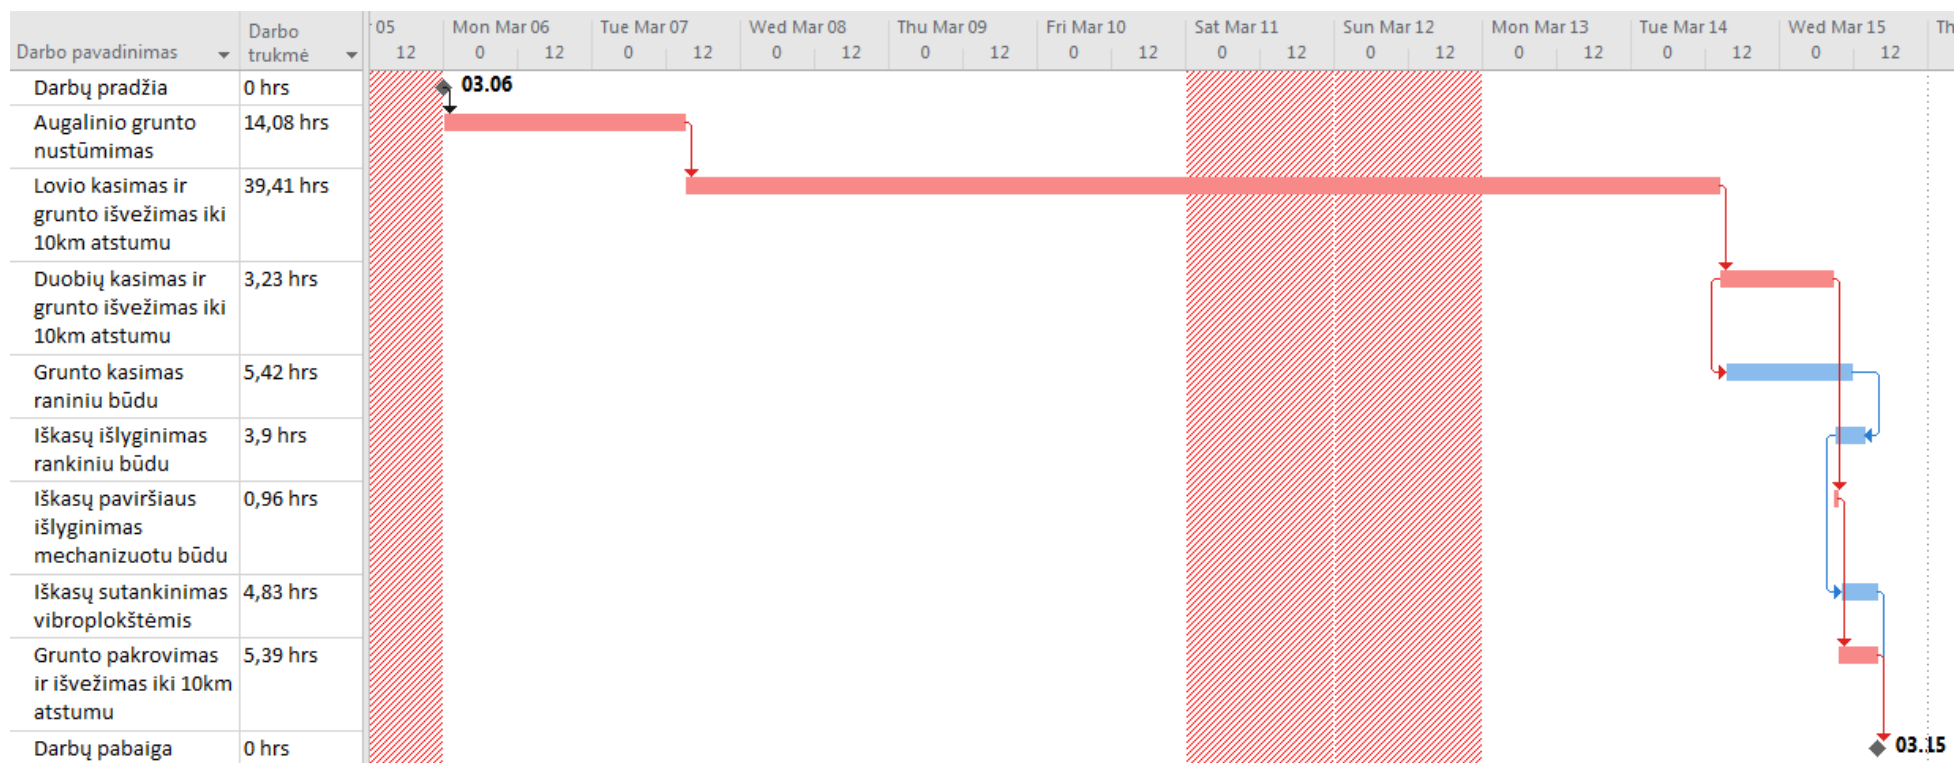 Darbo pavadinimas
Darbo
trukmė
05
Mon Mar 06
Tue Mar 07
Wed Mar 08
Thu Mar 09
Fri Mar 10
Sat Mar 11
Sun Mar 12
Mon Mar 13
Tue Mar 14
Wed Mar 15
Th
12 0 12 0 12 0 12 0 12 0 12 0 12 0 12 0 12 0 12 0 12
Darbų pradžia
0 hrs
03.06
Augalinio grunto
nustūmimas
14,08 hrs
Lovio kasimas ir
grunto išvežimas iki
10km atstumu
39,41 hrs
Duobių kasimas ir
grunto išvežimas iki
10km atstumu
3,23 hrs
Grunto kasimas
raniniu būdu
5,42 hrs
Iškasų išlyginimas
rankiniu būdu
3,9 hrs
Iškasų paviršiaus
išlyginimas
mechanizuotu būdu
0,96 hrs
Iškasų sutankinimas
vibroplokštėmis
4,83 hrs
Grunto pakrovimas
ir išvežimas iki 10km
atstumu
5,39 hrs
Darbų pabaiga
0 hrs
03.15